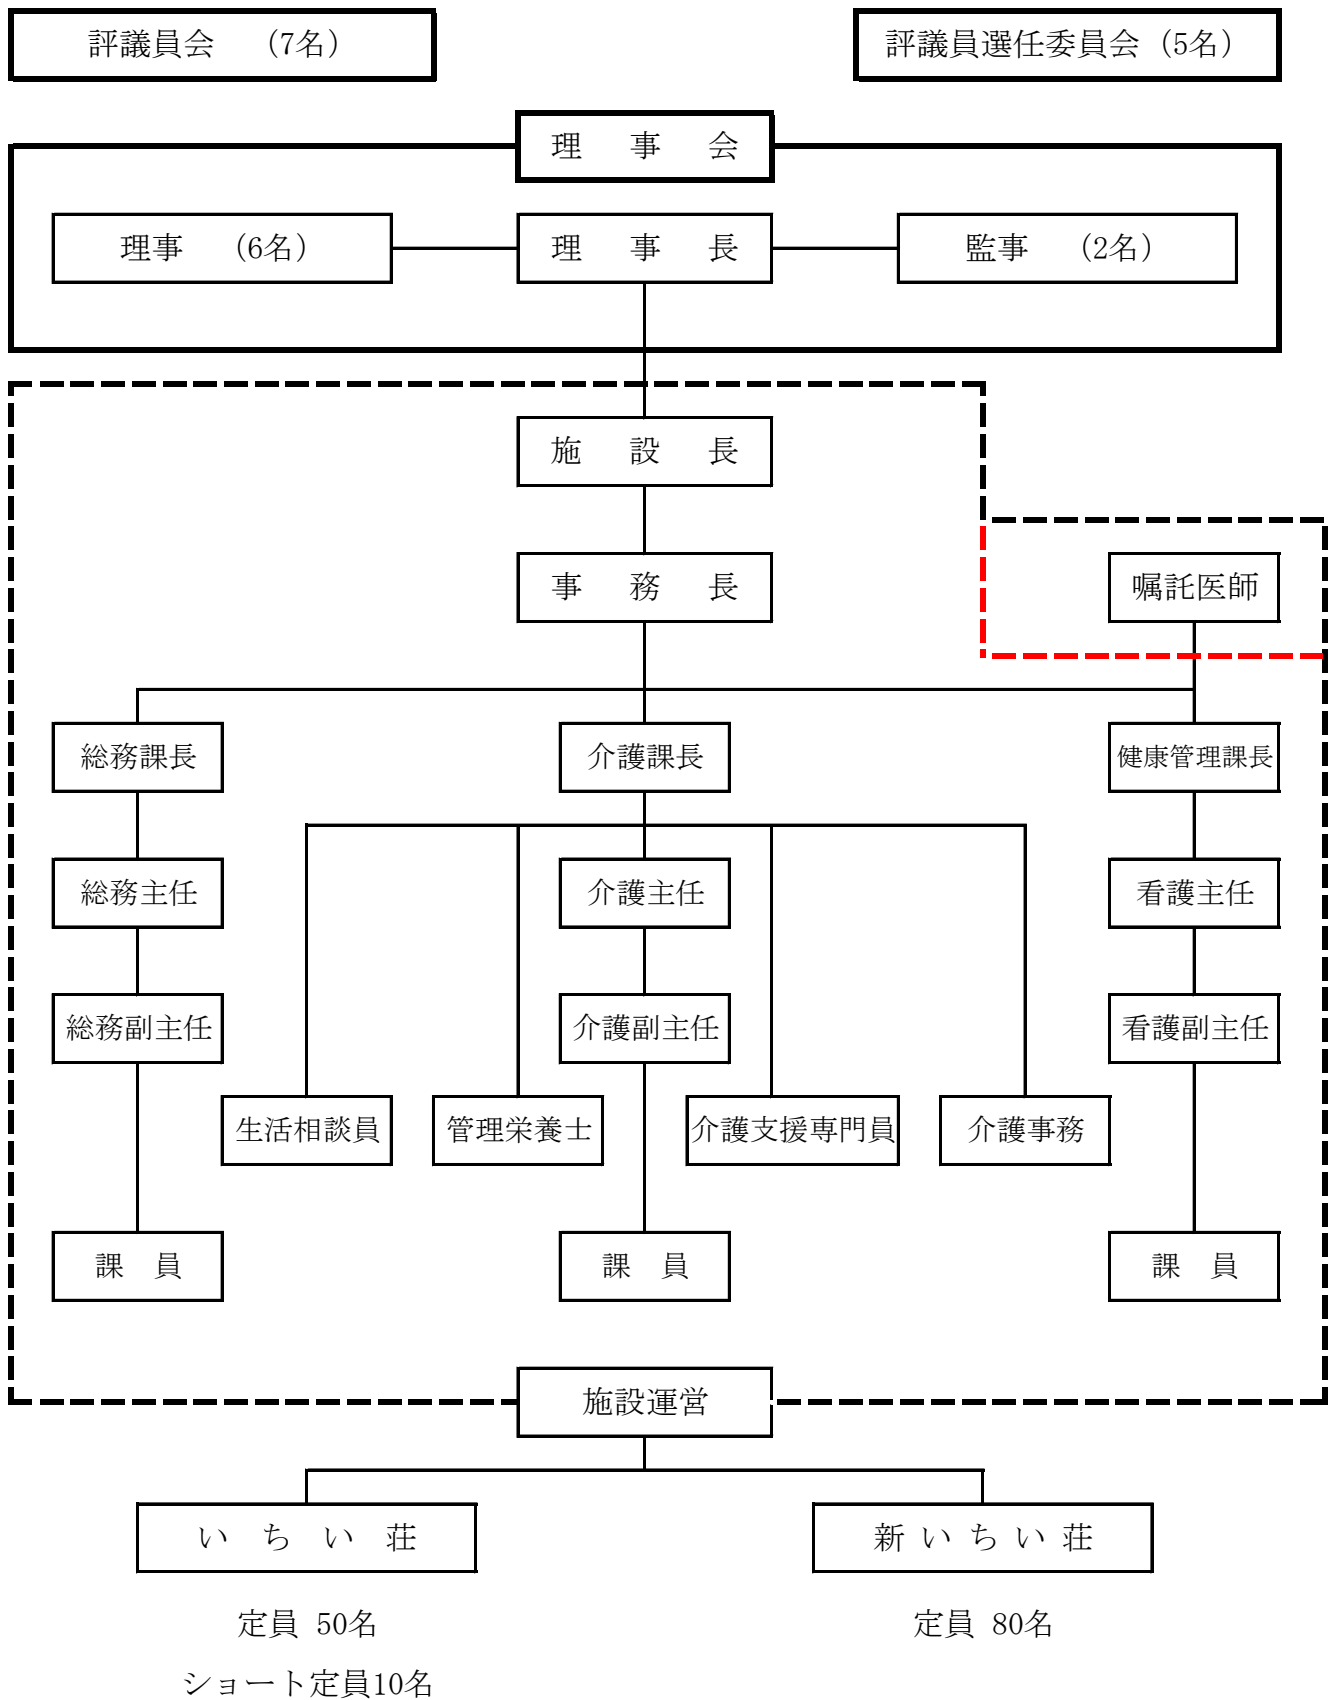 評議員会 (7名)
評議員選任委員会 (5名)
理事会
理事 (6名)
理事長
監事 (2名)
施設長
事務長
嘱託医師
総務課長
介護課長
健康管理課長
総務主任
介護主任
看護主任
総務副主任
介護副主任
看護副主任
生活相談員
管理栄養士
介護支援専門員
介護事務
課員
課員
課員
施設運営
いちい荘
新いちい荘
定員 50名
定員 80名
ショート定員10名